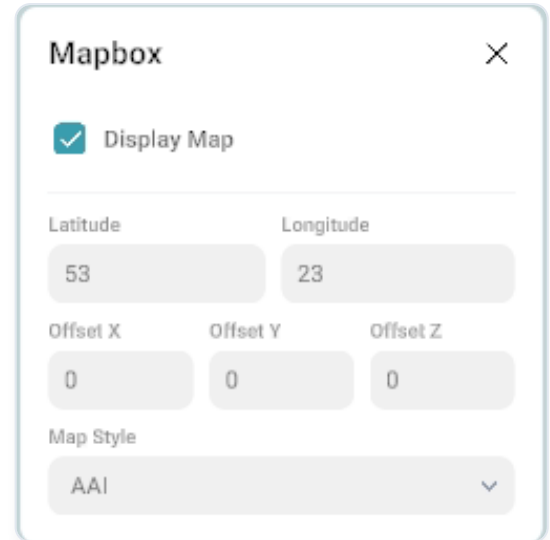 Mapbox
Display Map
Latitude Longitude
53 23
Offset X Offset Y Offset Z
0 0 0
Map Style
AAI